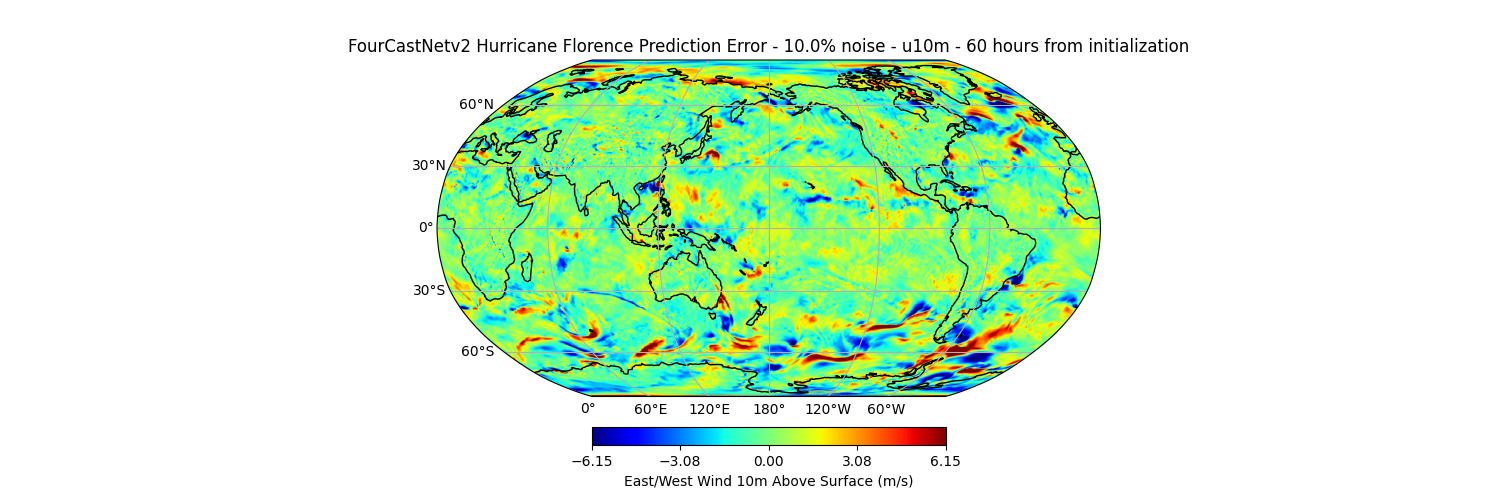 FourCastNetv2 Hurricane Florence Prediction Error - 10.0% noise - u10m - 60 hours from initialization
60°N
30°N
0°
30°S
60°S
0° 60°E 120°E 180° 120°W 60°W
−6.15 −3.08 0.00 3.08 6.15
East/West Wind 10m Above Surface (m/s)